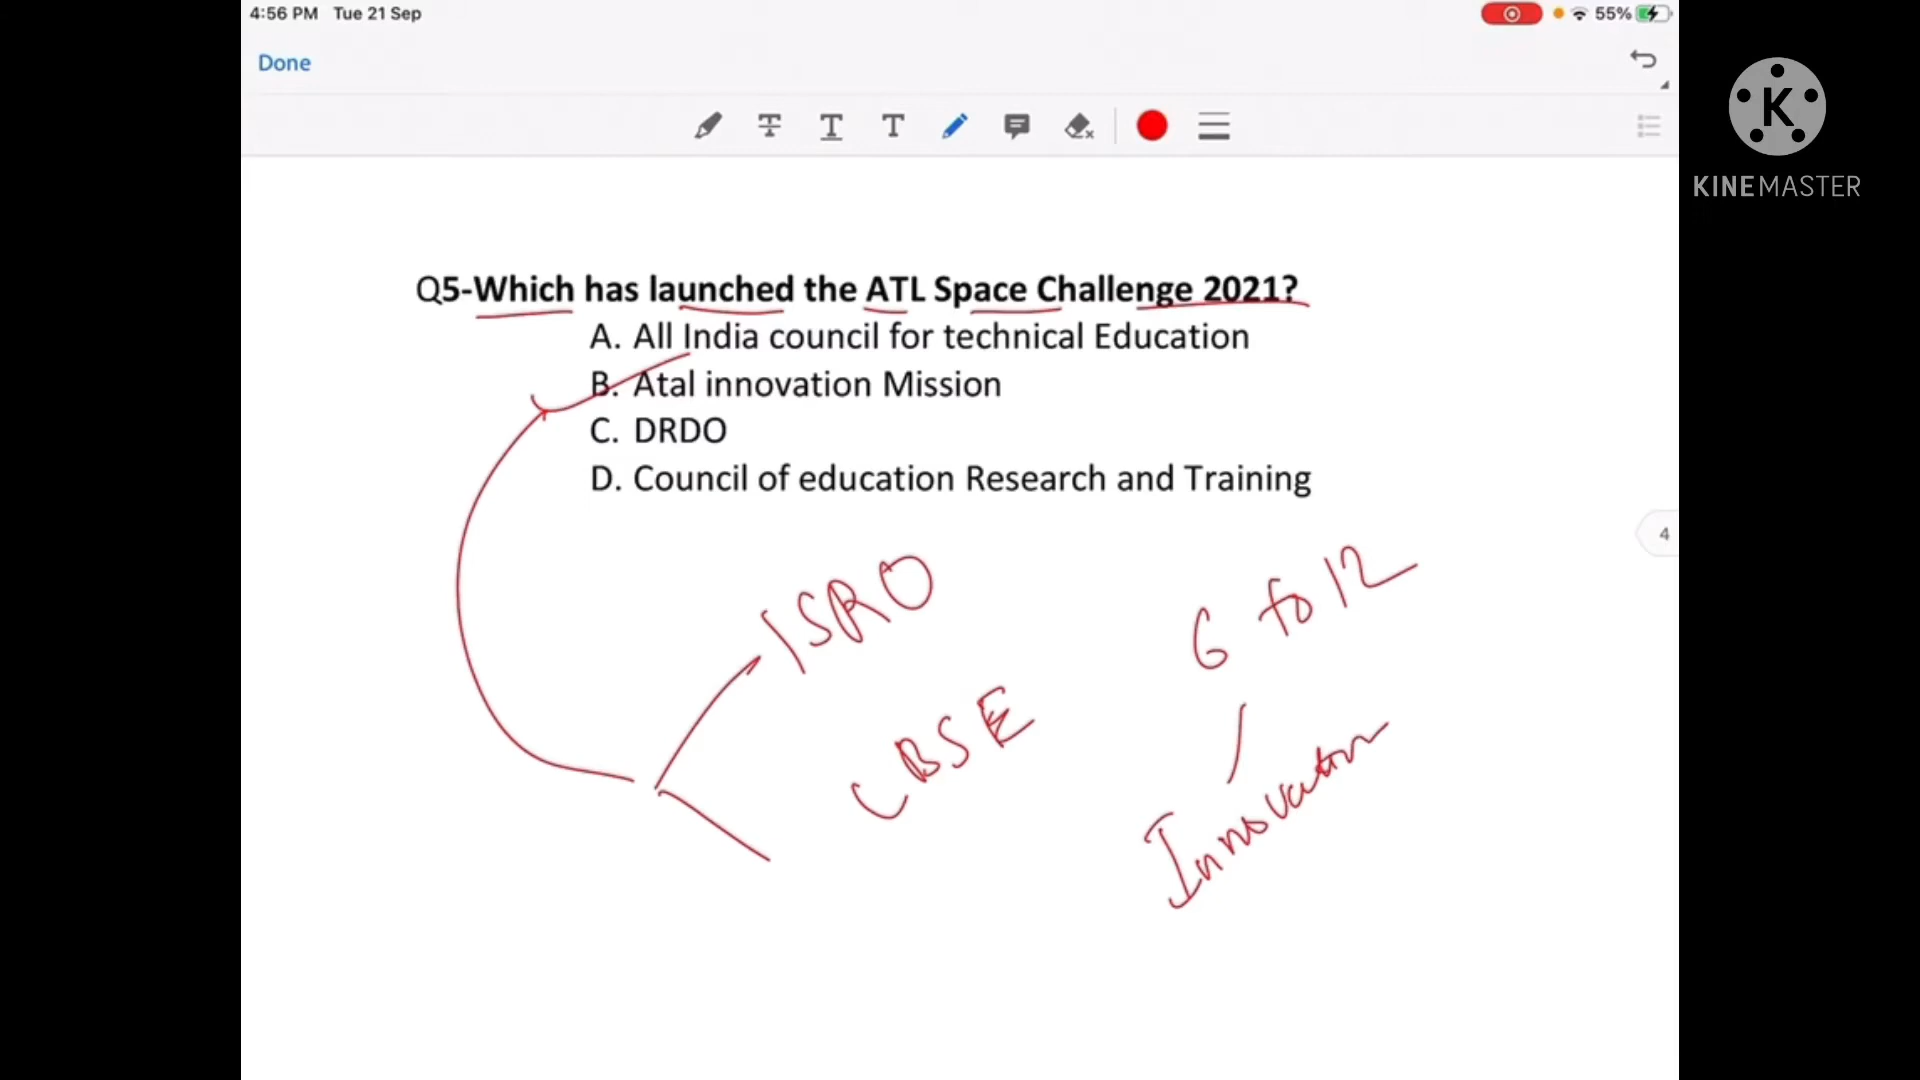 4:56 PM Tue 21 Sep
55%
Done
K
KINEMASTER
T T T
Q5-Which has launched the ATL Space Challenge 2021?
A. All India council for technical Education
B. Atal innovation Mission
C. DRDO
D. Council of education Research and Training
4
ISRO
6 to 12
CBSE
Innovation